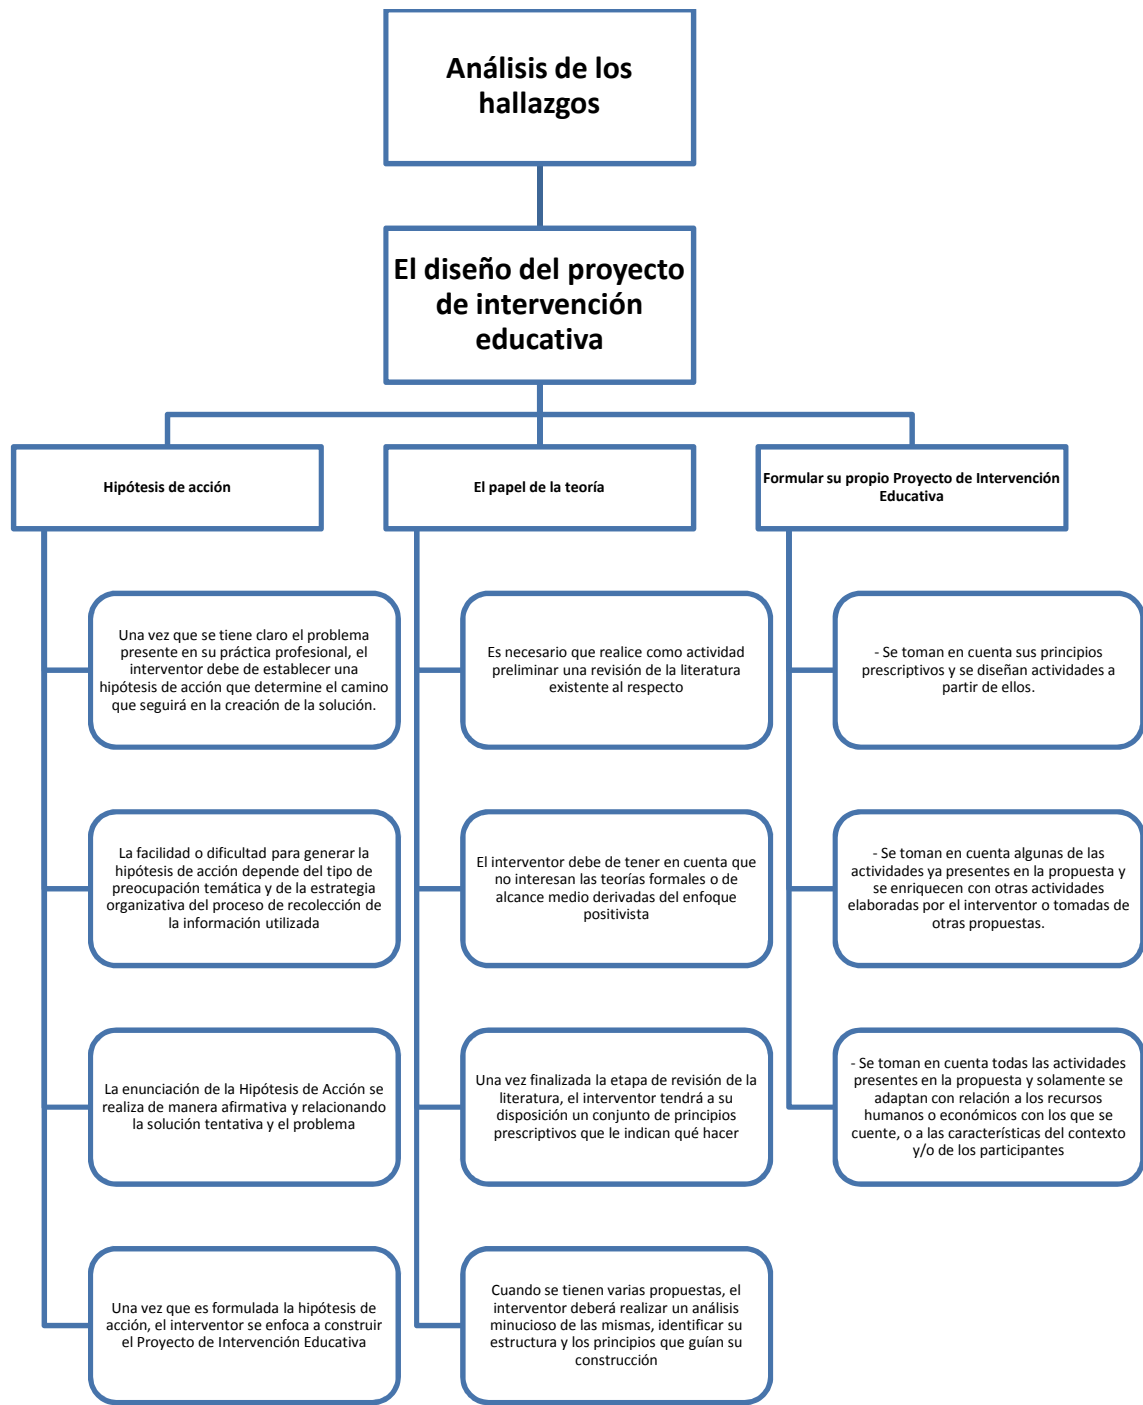 Análisis de los
hallazgos
El diseño del proyecto
de intervención
educativa
Hipótesis de acción
Una vez que se tiene claro el problema
presente en su práctica profesional, el
interventor debe de establecer una
hipótesis de acción que determine el camino
que seguirá en la creación de la solución.
La facilidad o dificultad para generar la
hipótesis de acción depende del tipo de
preocupación temática y de la estrategia
organizativa del proceso de recolección de
la información utilizada
La enunciación de la Hipótesis de Acción se
realiza de manera afirmativa y relacionando
la solución tentativa y el problema
Una vez que es formulada la hipótesis de
acción, el interventor se enfoca a construir
el Proyecto de Intervención Educativa
El papel de la teoría
Es necesario que realice como actividad
preliminar una revisión de la literatura
existente al respecto
El interventor debe de tener en cuenta que
no interesan las teorías formales o de
alcance medio derivadas del enfoque
positivista
Una vez finalizada la etapa de revisión de la
literatura, el interventor tendrá a su
disposición un conjunto de principios
prescriptivos que le indican qué hacer
Cuando se tienen varias propuestas, el
interventor deberá realizar un análisis
minucioso de las mismas, identificar su
estructura y los principios que guían su
construcción
Formular su propio Proyecto de Intervención
Educativa
- Se toman en cuenta sus principios
prescriptivos y se diseñan actividades a
partir de ellos.
- Se toman en cuenta algunas de las
actividades ya presentes en la propuesta y
se enriquecen con otras actividades
elaboradas por el interventor o tomadas de
otras propuestas.
- Se toman en cuenta todas las actividades
presentes en la propuesta y solamente se
adaptan con relación a los recursos
humanos o económicos con los que se
cuente, o a las características del contexto
y/o de los participantes